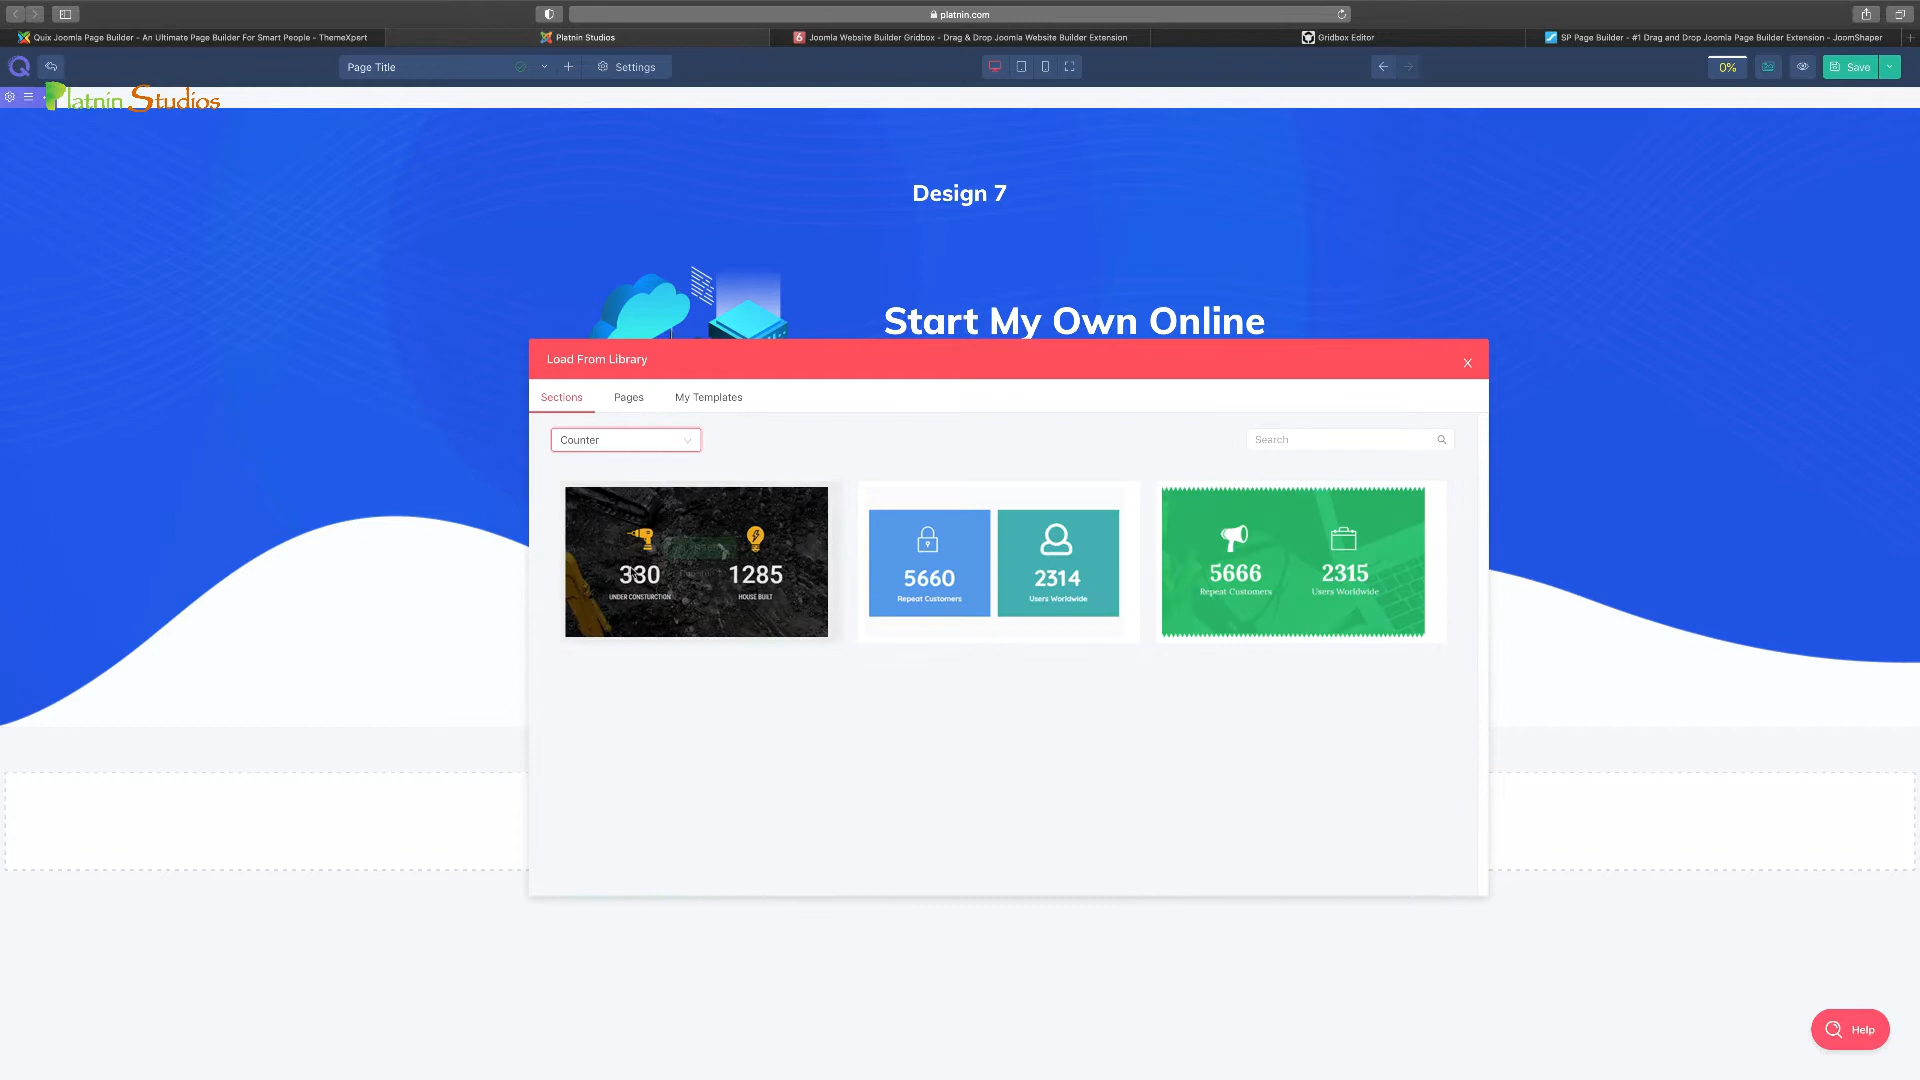 platnin.com
Quix Joomla Page Builder - An Ultimate Page Builder For Smart People - ThemeXpert
Platnin Studios
Joomla Website Builder Gridbox - Drag & Drop Joomla Website Builder Extension
Gridbox Editor
SP Page Builder - #1 Drag and Drop Joomla Page Builder Extension - JoomShaper
Page Title
Settings
0%
Save
Platnin Studios
Design 7
Start My Own Online
Load From Library
Sections
Pages
My Templates
Counter
Search
330
UNDER CONSTURCTION
1285
HOUSE BUILT
5660
Repeat Customers
2314
Users Worldwide
5666
Repeat Customers
2315
Users Worldwide
Help